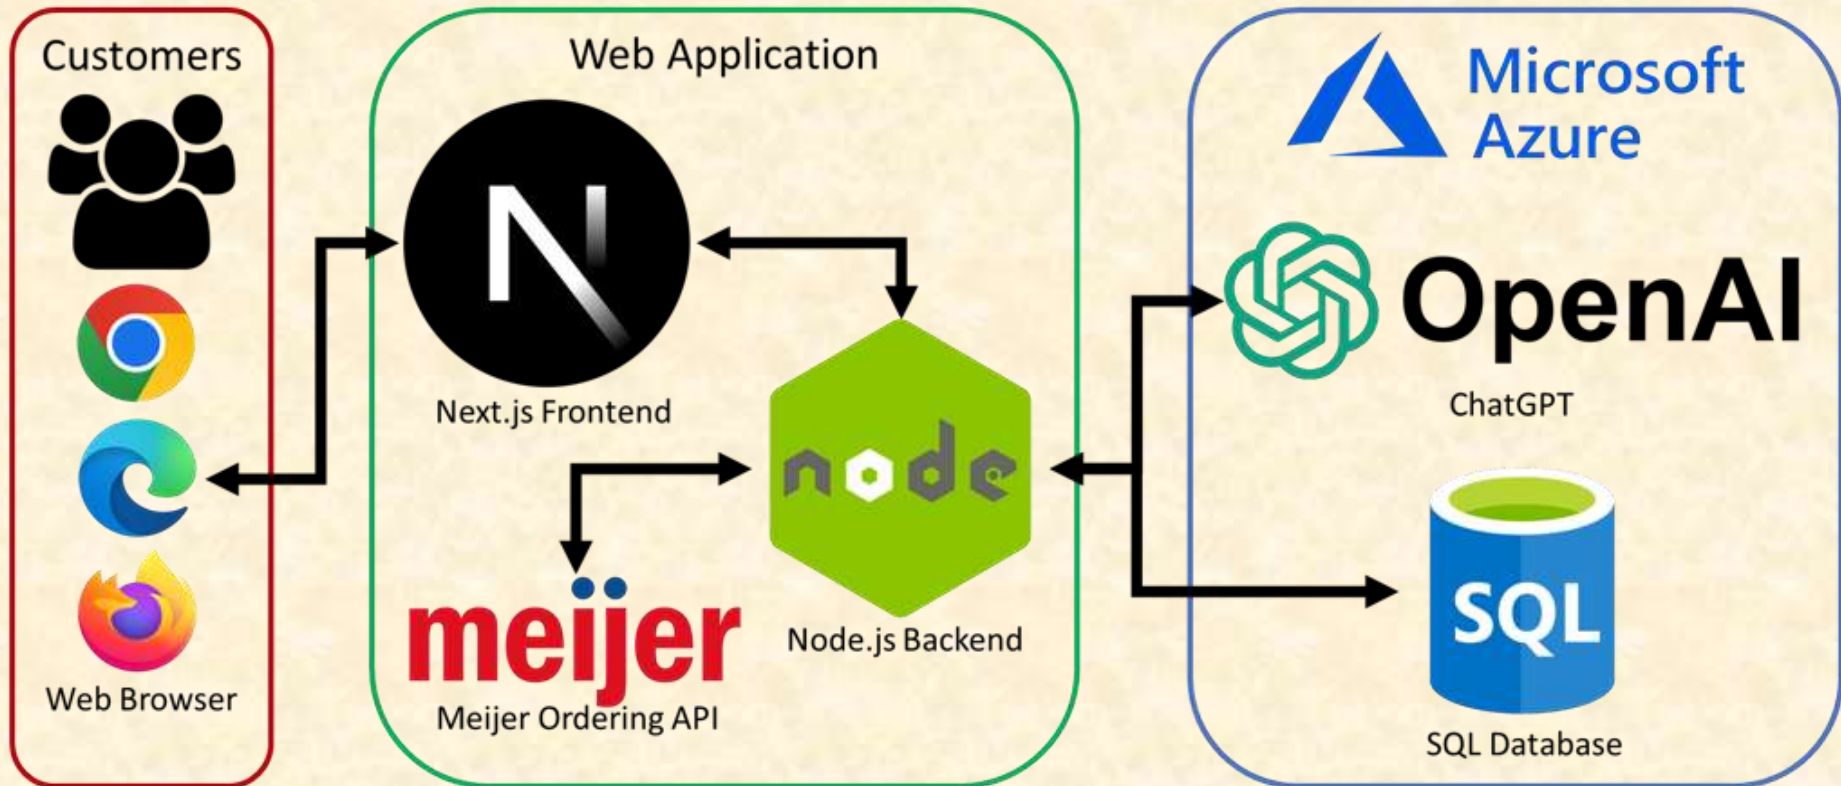 Customers
Web Browser
Web Application
Next.js Frontend
node
Node.js Backend
meijer
Meijer Ordering API
Microsoft
Azure
OpenAI
ChatGPT
SQL
SQL Database